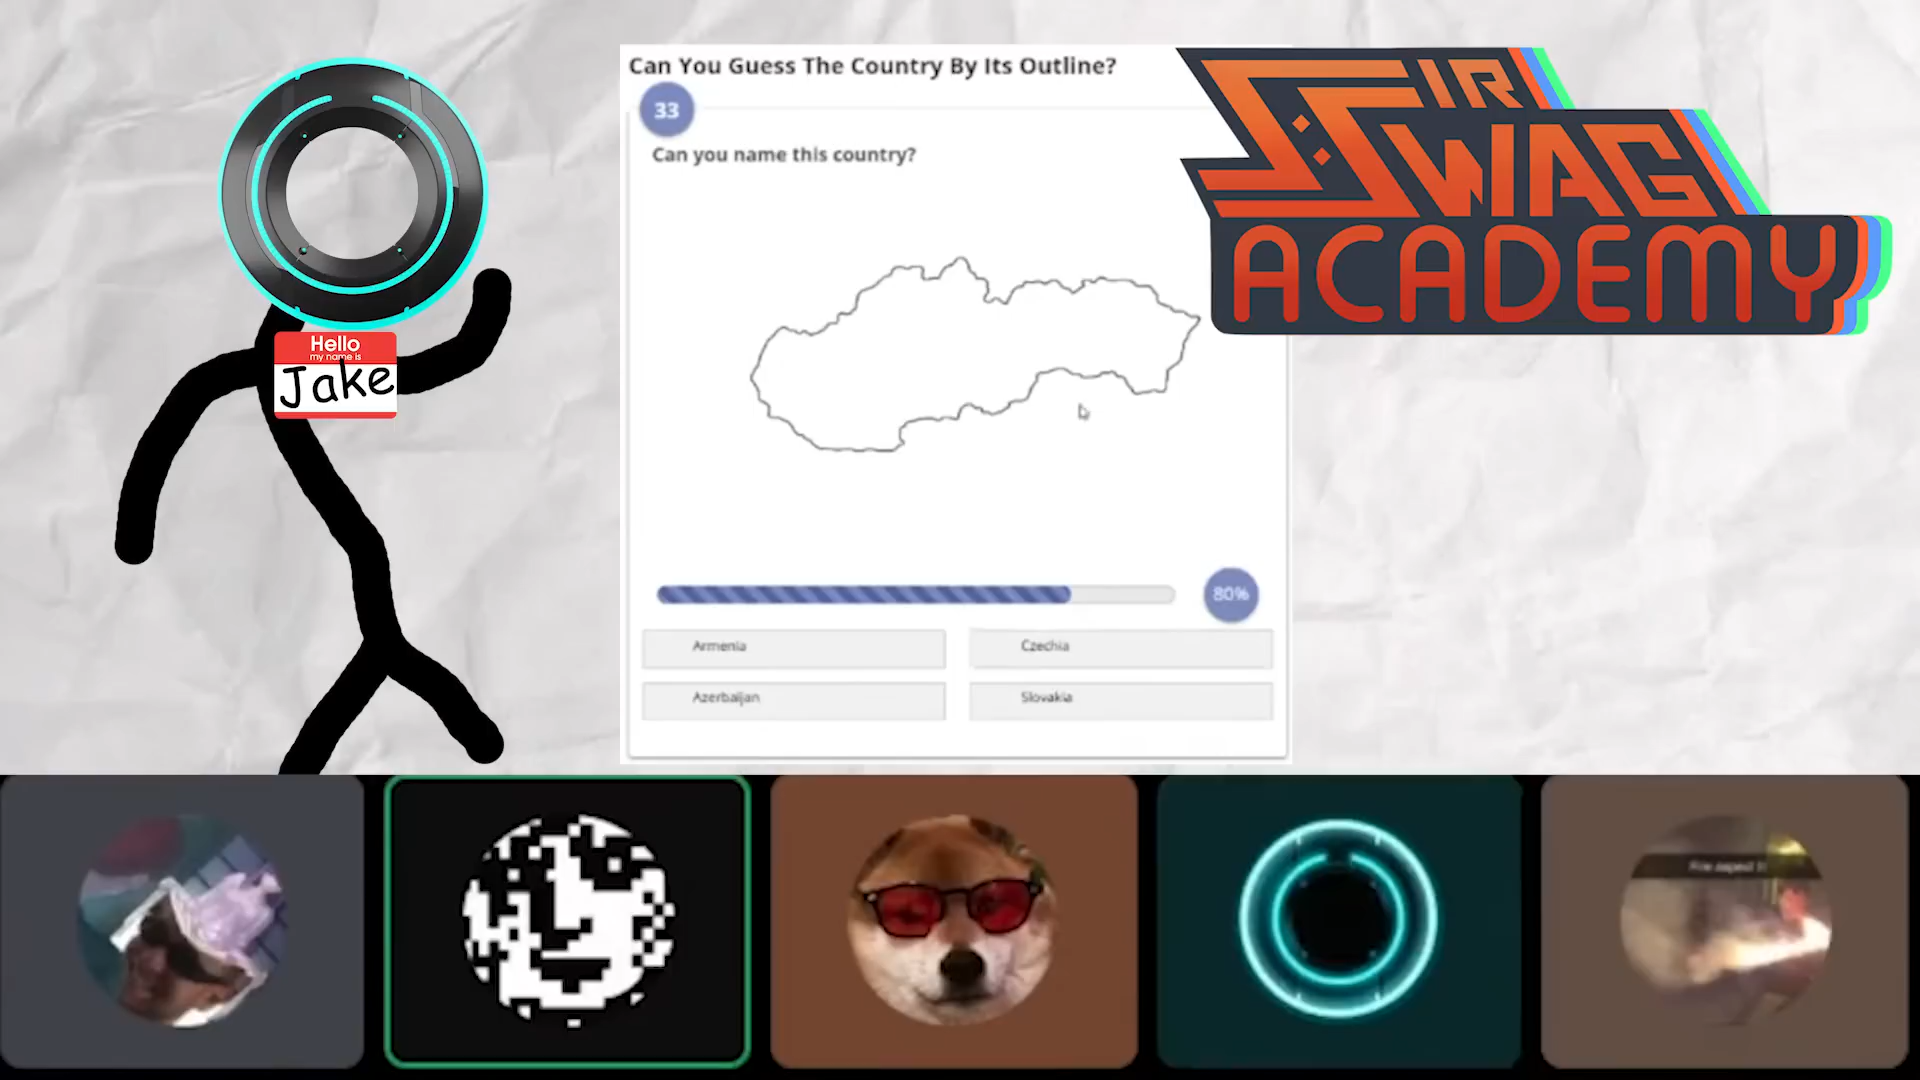 Can You Guess The Country By Its Outline?
33
Can you name this country?
SIR
SWAG
ACADEMY
Hello
my name is
Jake
80%
Armenia
Czechia
Azerbaijan
Slovakia